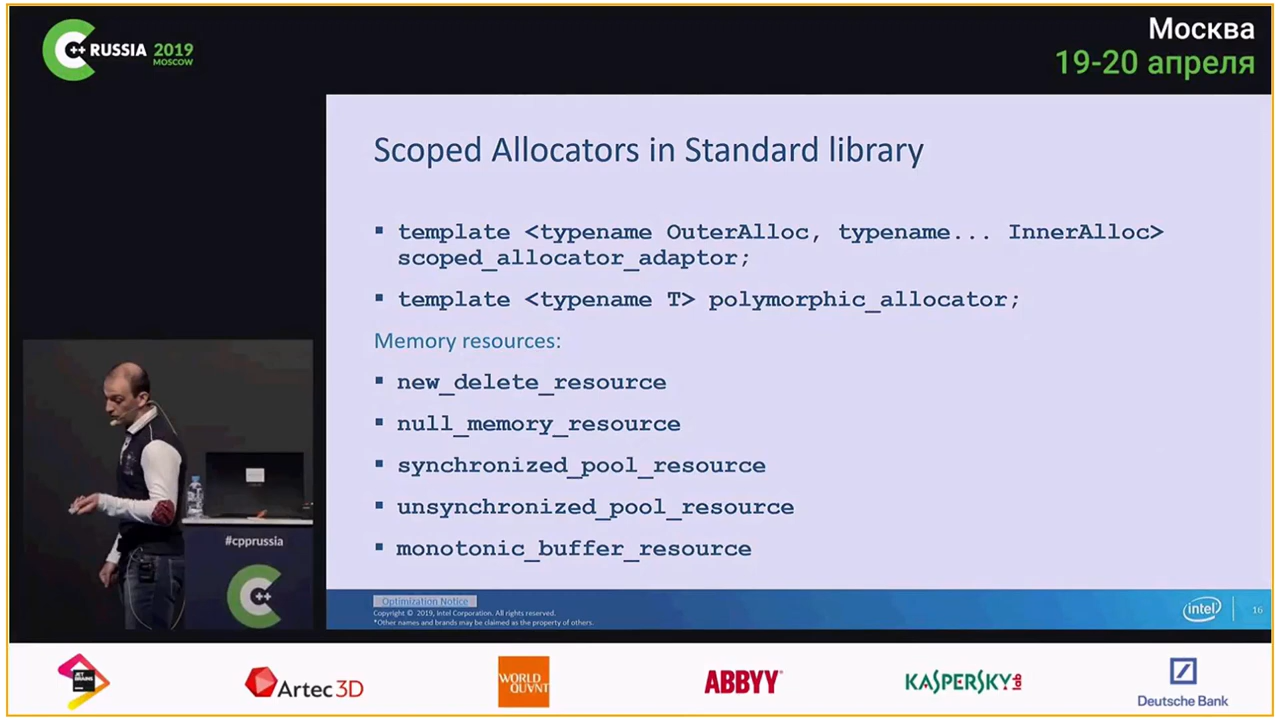 C++ RUSSIA 2019
MOSCOW
Москва
19-20 апреля
Scoped Allocators in Standard library
template <typename OuterAlloc, typename... InnerAlloc>
scoped_allocator_adaptor;
template <typename T> polymorphic_allocator;
Memory resources:
new_delete_resource
null_memory_resource
synchronized_pool_resource
unsynchronized_pool_resource
monotonic_buffer_resource
#cpprussia
C++
Optimization Notice
Copyright © 2019, Intel Corporation. All rights reserved.
*Other names and brands may be claimed as the property of others.
intel
16
JET
BRAINS
Artec 3D
WORLD
QUANT
ABBYY®
KASPERSKY lab
Deutsche Bank